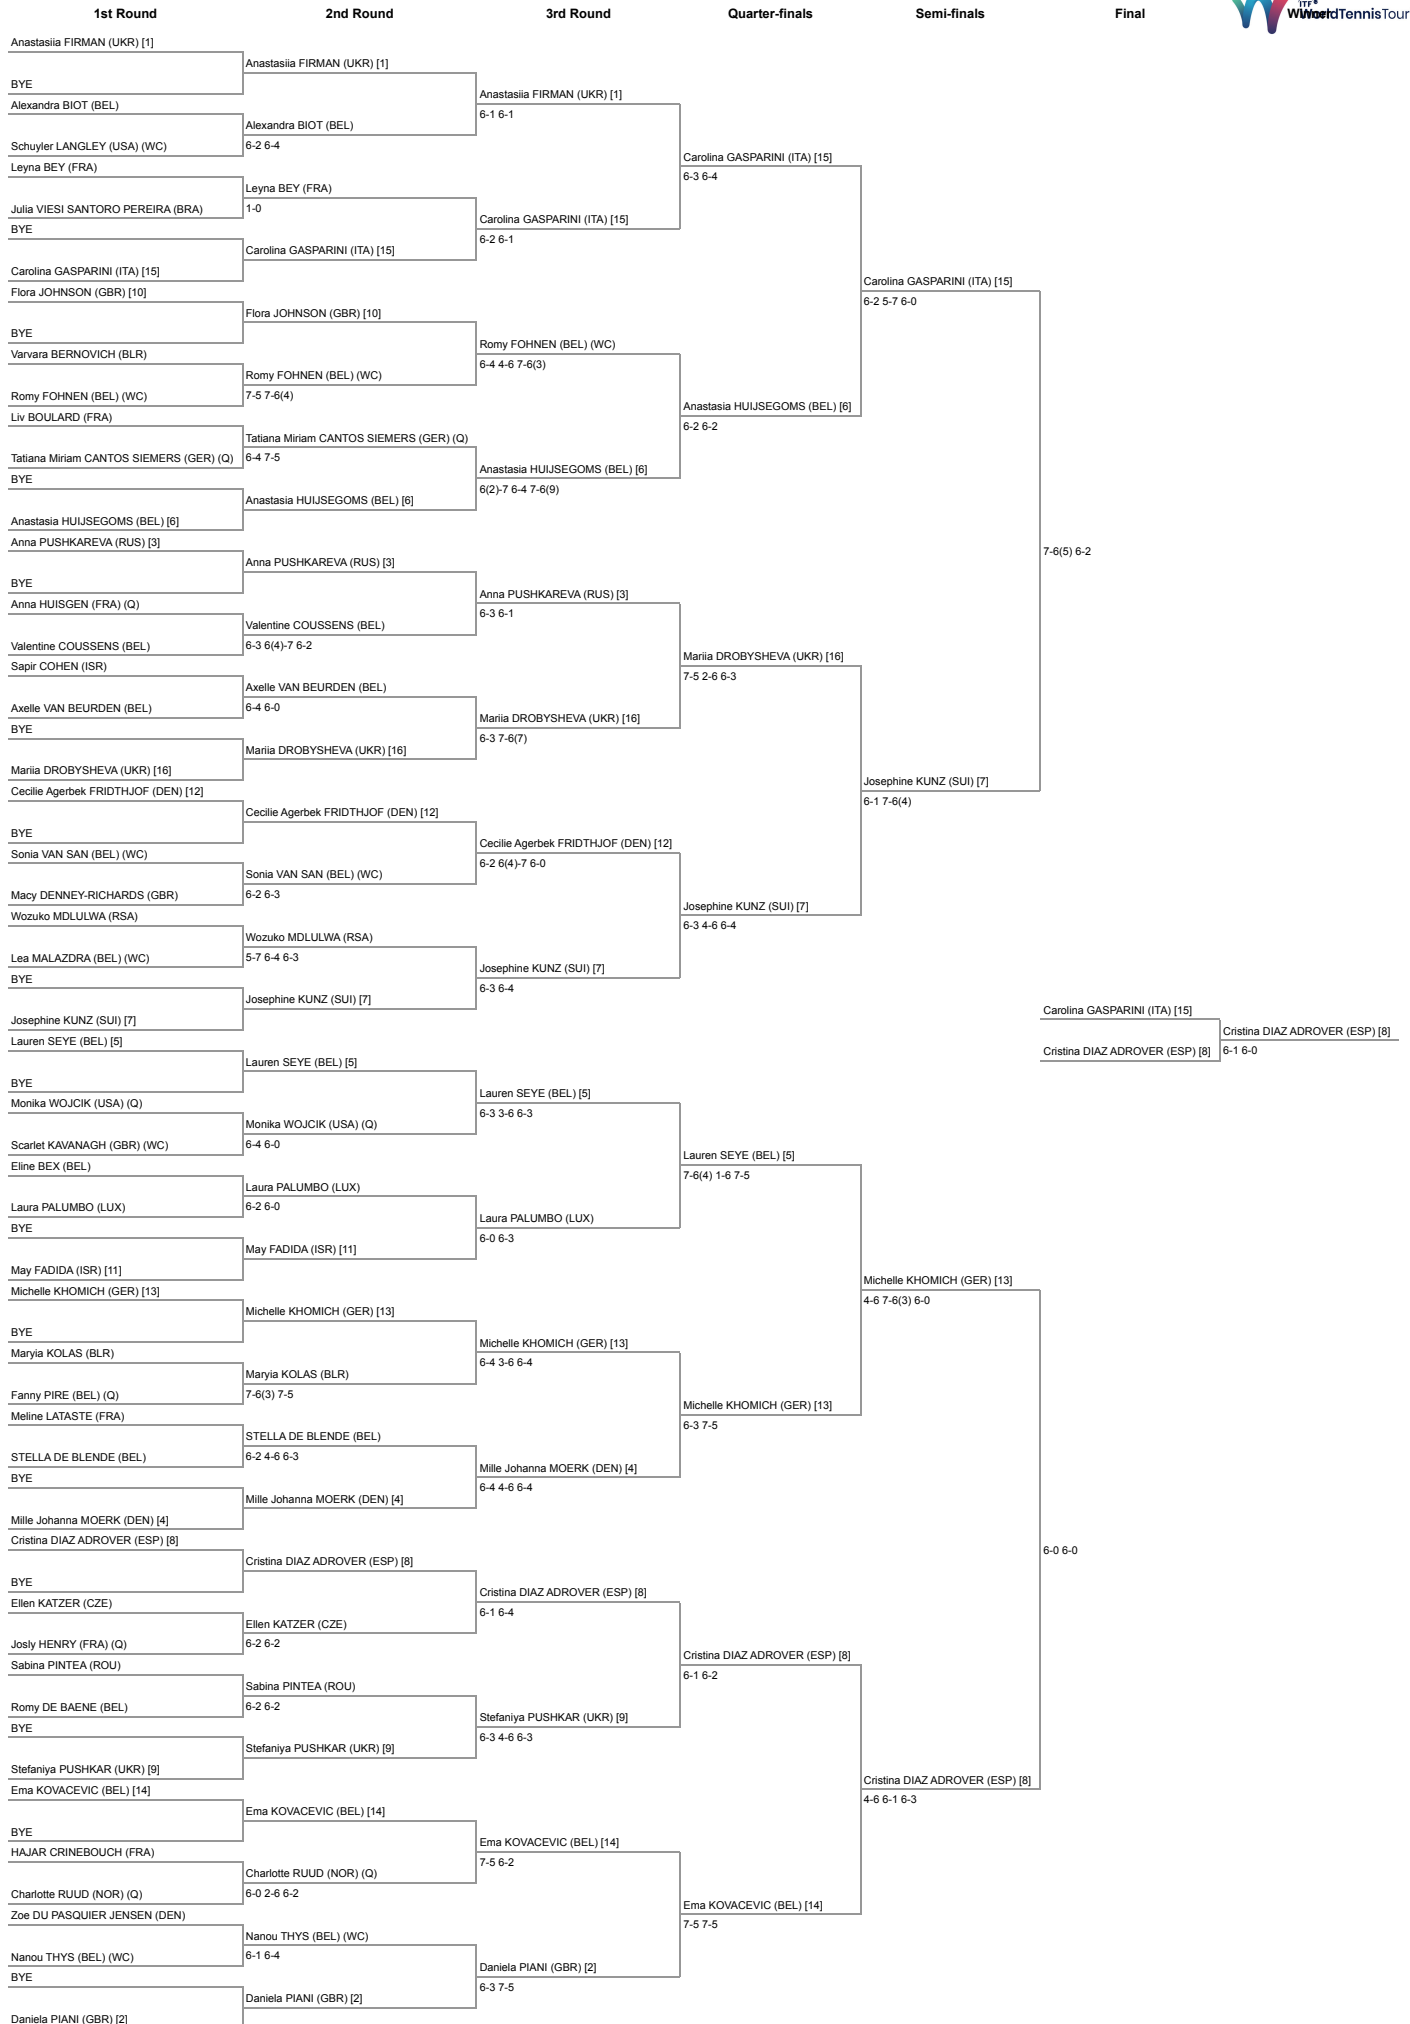 1st Round
2nd Round
3rd Round
Quarter-finals
Semi-finals
Final
Winner
ITF®
WorldTennisTour
Anastasiia FIRMAN (UKR) [1]
BYE
Alexandra BIOT (BEL)
Schuyler LANGLEY (USA) (WC)
Leyna BEY (FRA)
Julia VIESI SANTORO PEREIRA (BRA)
BYE
Carolina GASPARINI (ITA) [15]
Flora JOHNSON (GBR) [10]
BYE
Varvara BERNOVICH (BLR)
Romy FOHNEN (BEL) (WC)
Liv BOULARD (FRA)
Tatiana Miriam CANTOS SIEMERS (GER) (Q)
BYE
Anastasia HUIJSEGOMS (BEL) [6]
Anna PUSHKAREVA (RUS) [3]
BYE
Anna HUISGEN (FRA) (Q)
Valentine COUSSENS (BEL)
Sapir COHEN (ISR)
Axelle VAN BEURDEN (BEL)
BYE
Mariia DROBYSHEVA (UKR) [16]
Cecilie Agerbek FRIDTHJOF (DEN) [12]
BYE
Sonia VAN SAN (BEL) (WC)
Macy DENNEY-RICHARDS (GBR)
Wozuko MDLULWA (RSA)
Lea MALAZDRA (BEL) (WC)
BYE
Josephine KUNZ (SUI) [7]
Lauren SEYE (BEL) [5]
BYE
Monika WOJCIK (USA) (Q)
Scarlet KAVANAGH (GBR) (WC)
Eline BEX (BEL)
Laura PALUMBO (LUX)
BYE
May FADIDA (ISR) [11]
Michelle KHOMICH (GER) [13]
BYE
Maryia KOLAS (BLR)
Fanny PIRE (BEL) (Q)
Meline LATASTE (FRA)
STELLA DE BLENDE (BEL)
BYE
Mille Johanna MOERK (DEN) [4]
Cristina DIAZ ADROVER (ESP) [8]
BYE
Ellen KATZER (CZE)
Josly HENRY (FRA) (Q)
Sabina PINTEA (ROU)
Romy DE BAENE (BEL)
BYE
Stefaniya PUSHKAR (UKR) [9]
Ema KOVACEVIC (BEL) [14]
BYE
HAJAR CRINEBOUCH (FRA)
Charlotte RUUD (NOR) (Q)
Zoe DU PASQUIER JENSEN (DEN)
Nanou THYS (BEL) (WC)
BYE
Daniela PIANI (GBR) [2]
Anastasiia FIRMAN (UKR) [1]
Alexandra BIOT (BEL)
6-2 6-4
Leyna BEY (FRA)
1-0
Carolina GASPARINI (ITA) [15]
Flora JOHNSON (GBR) [10]
Romy FOHNEN (BEL) (WC)
7-5 7-6(4)
Tatiana Miriam CANTOS SIEMERS (GER) (Q)
6-4 7-5
Anastasia HUIJSEGOMS (BEL) [6]
Anna PUSHKAREVA (RUS) [3]
Valentine COUSSENS (BEL)
6-3 6(4)-7 6-2
Axelle VAN BEURDEN (BEL)
6-4 6-0
Mariia DROBYSHEVA (UKR) [16]
Cecilie Agerbek FRIDTHJOF (DEN) [12]
Sonia VAN SAN (BEL) (WC)
6-2 6-3
Wozuko MDLULWA (RSA)
5-7 6-4 6-3
Josephine KUNZ (SUI) [7]
Lauren SEYE (BEL) [5]
Monika WOJCIK (USA) (Q)
6-4 6-0
Laura PALUMBO (LUX)
6-2 6-0
May FADIDA (ISR) [11]
Michelle KHOMICH (GER) [13]
Maryia KOLAS (BLR)
7-6(3) 7-5
STELLA DE BLENDE (BEL)
6-2 4-6 6-3
Mille Johanna MOERK (DEN) [4]
Cristina DIAZ ADROVER (ESP) [8]
Ellen KATZER (CZE)
6-2 6-2
Sabina PINTEA (ROU)
6-2 6-2
Stefaniya PUSHKAR (UKR) [9]
Ema KOVACEVIC (BEL) [14]
Charlotte RUUD (NOR) (Q)
6-0 2-6 6-2
Nanou THYS (BEL) (WC)
6-1 6-4
Daniela PIANI (GBR) [2]
Anastasiia FIRMAN (UKR) [1]
6-1 6-1
Carolina GASPARINI (ITA) [15]
6-2 6-1
Romy FOHNEN (BEL) (WC)
6-4 4-6 7-6(3)
Anastasia HUIJSEGOMS (BEL) [6]
6(2)-7 6-4 7-6(9)
Anna PUSHKAREVA (RUS) [3]
6-3 6-1
Mariia DROBYSHEVA (UKR) [16]
6-3 7-6(7)
Cecilie Agerbek FRIDTHJOF (DEN) [12]
6-2 6(4)-7 6-0
Josephine KUNZ (SUI) [7]
6-3 6-4
Lauren SEYE (BEL) [5]
6-3 3-6 6-3
Laura PALUMBO (LUX)
6-0 6-3
Michelle KHOMICH (GER) [13]
6-4 3-6 6-4
Mille Johanna MOERK (DEN) [4]
6-4 4-6 6-4
Cristina DIAZ ADROVER (ESP) [8]
6-1 6-4
Stefaniya PUSHKAR (UKR) [9]
6-3 4-6 6-3
Ema KOVACEVIC (BEL) [14]
7-5 6-2
Daniela PIANI (GBR) [2]
6-3 7-5
Carolina GASPARINI (ITA) [15]
6-3 6-4
Anastasia HUIJSEGOMS (BEL) [6]
6-2 6-2
Mariia DROBYSHEVA (UKR) [16]
7-5 2-6 6-3
Josephine KUNZ (SUI) [7]
6-3 4-6 6-4
Lauren SEYE (BEL) [5]
7-6(4) 1-6 7-5
Michelle KHOMICH (GER) [13]
6-3 7-5
Cristina DIAZ ADROVER (ESP) [8]
6-1 6-2
Ema KOVACEVIC (BEL) [14]
7-5 7-5
Carolina GASPARINI (ITA) [15]
6-2 5-7 6-0
Josephine KUNZ (SUI) [7]
6-1 7-6(4)
Michelle KHOMICH (GER) [13]
4-6 7-6(3) 6-0
Cristina DIAZ ADROVER (ESP) [8]
4-6 6-1 6-3
7-6(5) 6-2
Carolina GASPARINI (ITA) [15]
Cristina DIAZ ADROVER (ESP) [8]
6-0 6-0
Cristina DIAZ ADROVER (ESP) [8]
6-1 6-0